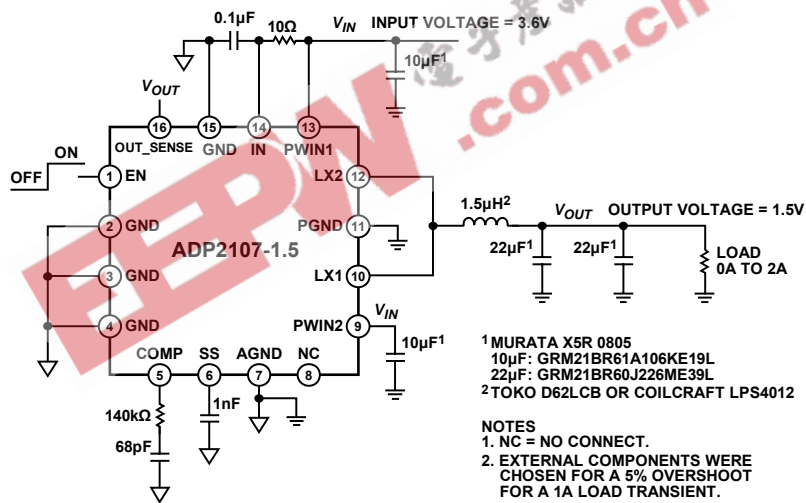 0.1µF
10Ω
VIN
INPUT VOLTAGE = 3.6V
10µF1
VOUT
16
15
14
13
OUT_SENSE
GND
IN
PWIN1
ON
OFF
1
EN
LX2
12
2
GND
PGND
11
ADP2107-1.5
3
GND
LX1
10
4
GND
PWIN2
9
VIN
10µF1
1.5µH2
VOUT
OUTPUT VOLTAGE = 1.5V
22µF1
22µF1
LOAD
0A TO 2A
COMP
SS
AGND
NC
5
6
7
8
140kΩ
68pF
1nF
1 MURATA X5R 0805
10µF: GRM21BR61A106KE19L
22µF: GRM21BR60J226ME39L
2 TOKO D62LCB OR COILCRAFT LPS4012
NOTES
1. NC = NO CONNECT.
2. EXTERNAL COMPONENTS WERE
CHOSEN FOR A 5% OVERSHOOT
FOR A 1A LOAD TRANSIENT.
EEPW
.com.cn